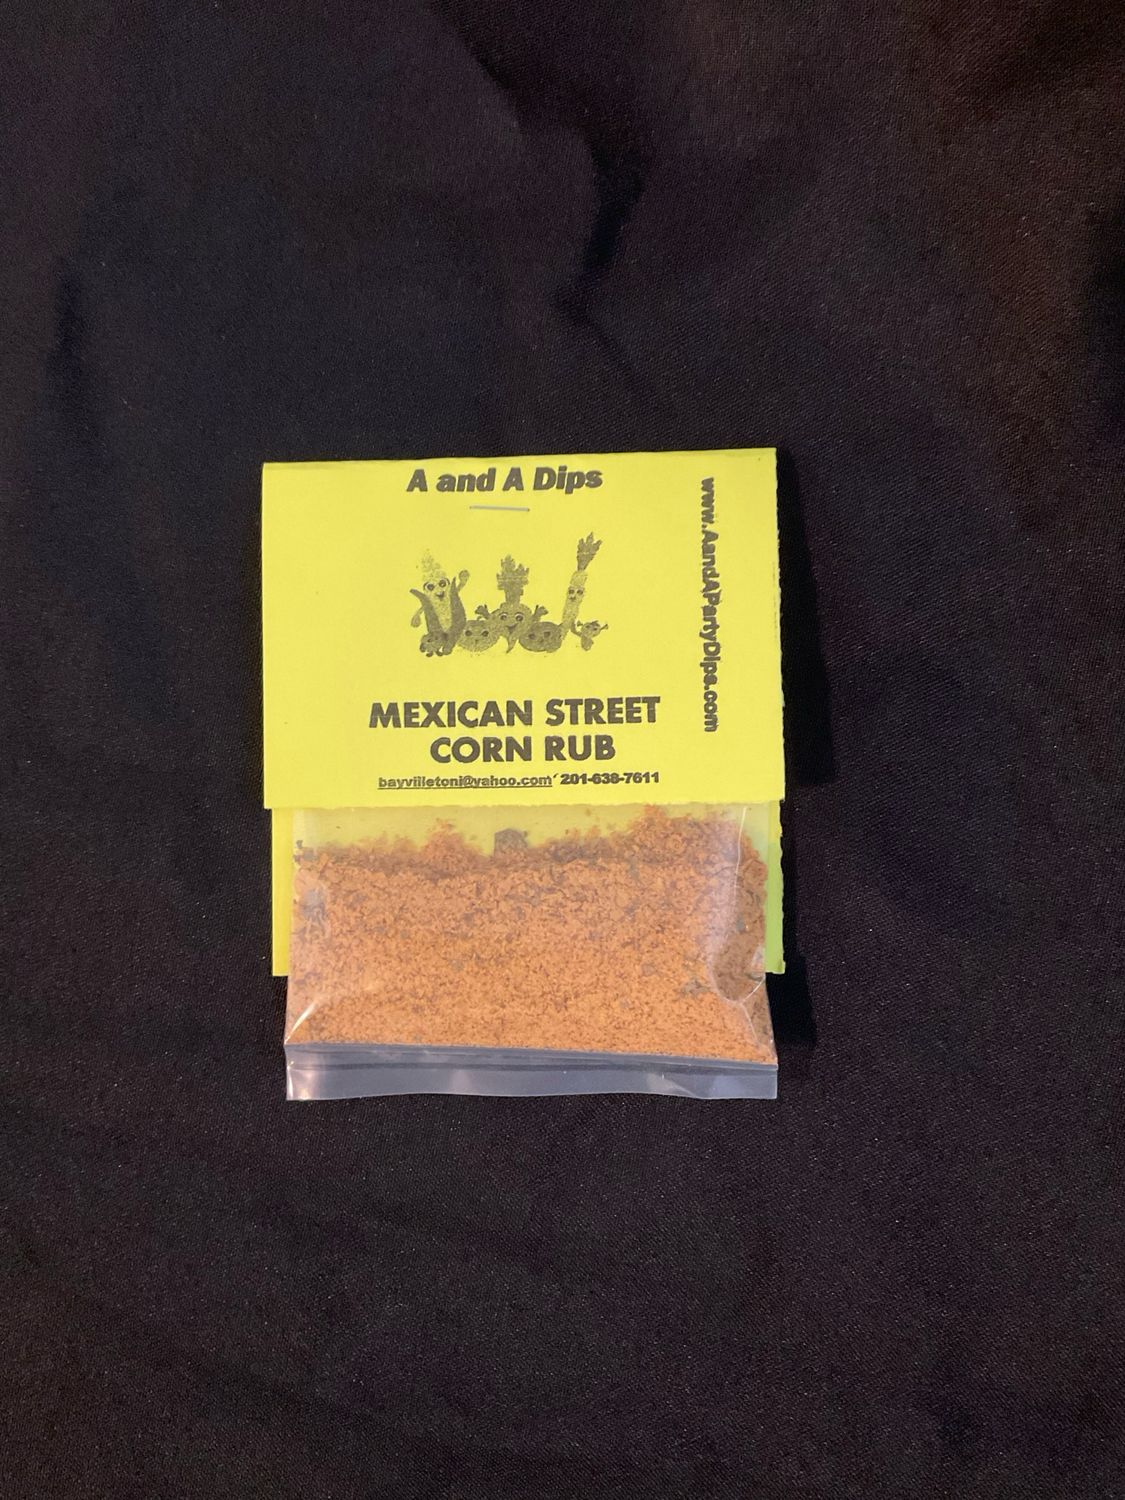 A and A Dips
www.AandAPartyDips.com
MEXICAN STREET
CORN RUB
bayvilletoni@yahoo.com 201-638-7611